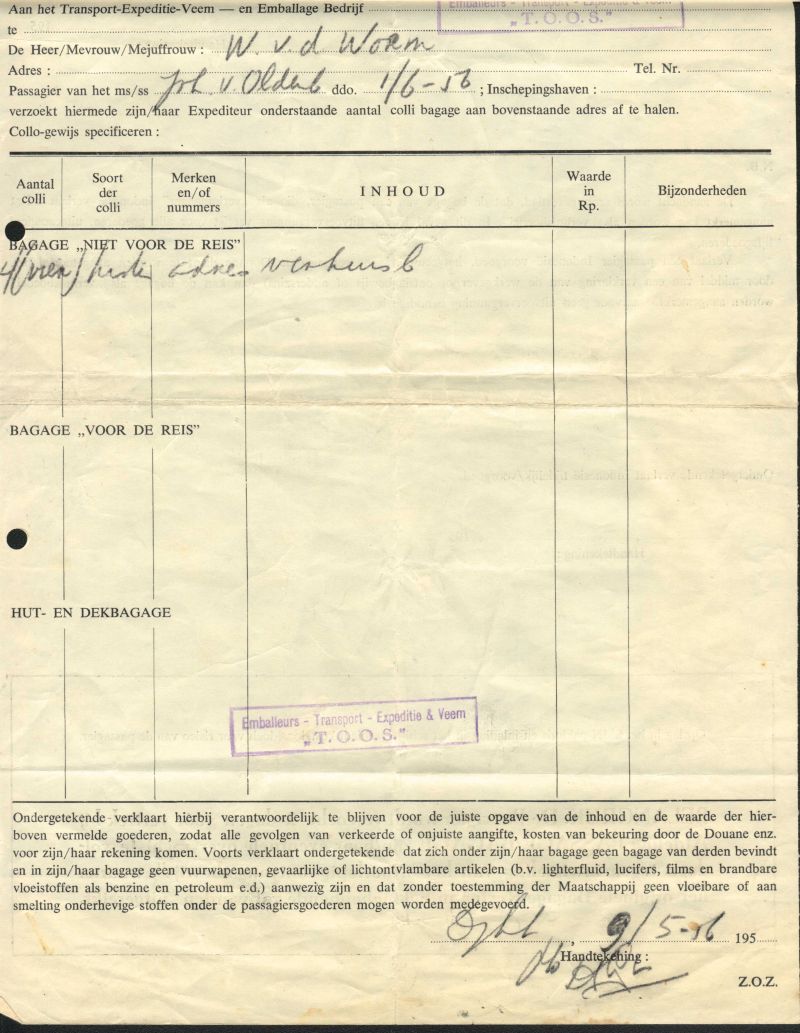 Aan het Transport-Expeditie-Veem — en Emballage Bedrijf
Emballeurs - Transport - Expeditie & Veem
„T.O.O.S."
te
De Heer/Mevrouw/Mejuffrouw : W. v. d Worm
Adres : Tel. Nr.
Passagier van het ms/ss Joh. v. Oldenb ddo. 1/6-56 ; Inschepingshaven :
verzoekt hiermede zijn/haar Expediteur onderstaande aantal colli bagage aan bovenstaande adres af te halen.
Collo-gewijs specificeren :
Aantal colli
Soort der colli
Merken en/of nummers
INHOUD
Waarde in Rp.
Bijzonderheden
BAGAGE „NIET VOOR DE REIS"
4/(vier) kisten adres verhuisb
BAGAGE „VOOR DE REIS"
HUT- EN DEKBAGAGE
Emballeurs - Transport - Expeditie & Veem
„T.O.O.S."
Ondergetekende verklaart hierbij verantwoordelijk te blijven voor de juiste opgave van de inhoud en de waarde der hier-
boven vermelde goederen, zodat alle gevolgen van verkeerde of onjuiste aangifte, kosten van bekeuring door de Douane enz.
voor zijn/haar rekening komen. Voorts verklaart ondergetekende dat zich onder zijn/haar bagage geen bagage van derden bevindt
en in zijn/haar bagage geen vuurwapenen, gevaarlijke of lichtontvlambare artikelen (b.v. lighterfluid, lucifers, films en brandbare
vloeistoffen als benzine en petroleum e.d.) aanwezig zijn en dat zonder toestemming der Maatschappij geen vloeibare of aan
smelting onderhevige stoffen onder de passagiersgoederen mogen worden medegevoerd.
, 9/5-56 195
Handtekening :
Z.O.Z.